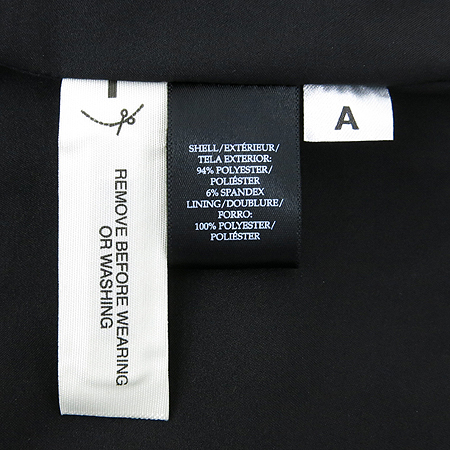 REMOVE BEFORE WEARING
OR WASHING
SHELL/EXTÉRIEUR/
TELA EXTERIOR:
94% POLYESTER/
POLIÉSTER
6% SPANDEX
LINING/DOUBLURE/
FORRO:
100% POLYESTER/
POLIÉSTER
A